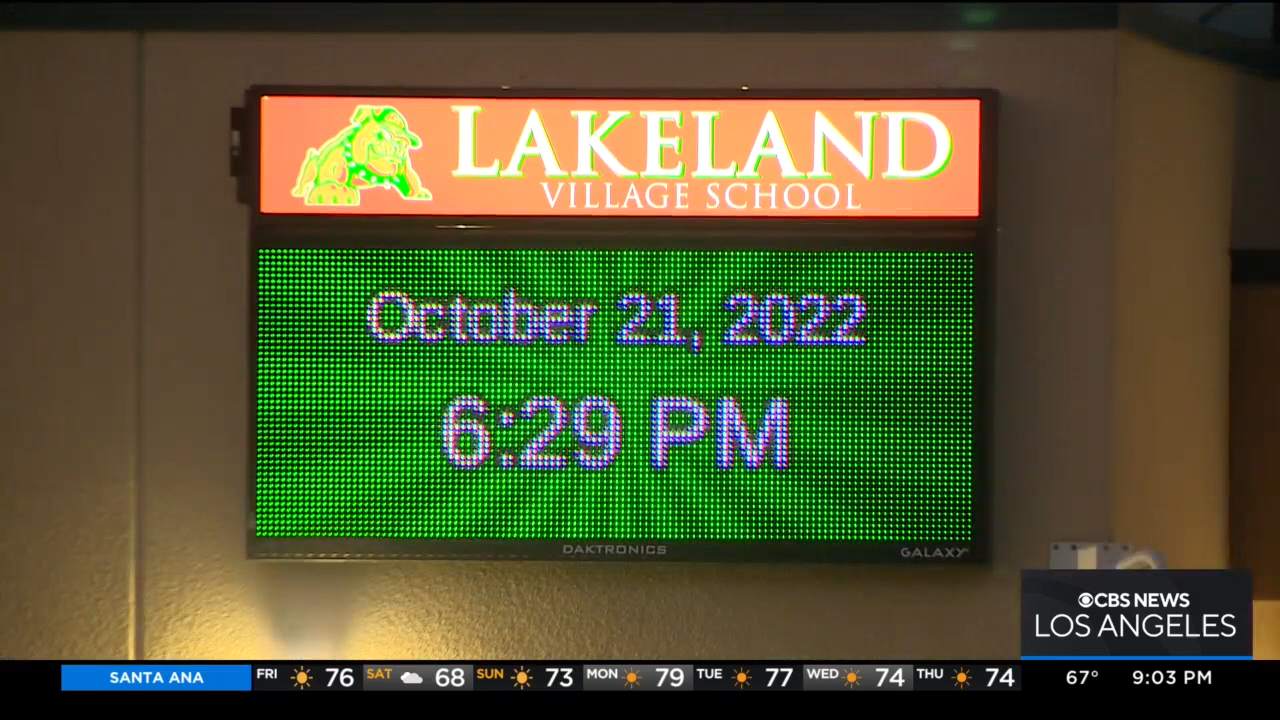 LAKELAND
VILLAGE SCHOOL
October 21, 2022
6:29 PM
DAKTRONICS
GALAXY
CBS NEWS
LOS ANGELES
SANTA ANA FRI 76 SAT 68 SUN 73 MON 79 TUE 77 WED 74 THU 74 67° 9:03 PM